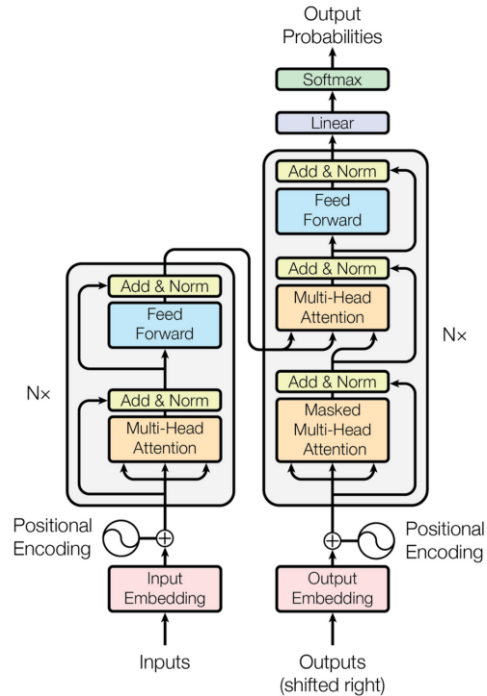 Output
Probabilities
Softmax
Linear
Add & Norm
Feed
Forward
Add & Norm
Multi-Head
Attention
Add & Norm
Masked
Multi-Head
Attention
Nx
Add & Norm
Feed
Forward
Nx
Add & Norm
Multi-Head
Attention
Positional
Encoding
Positional
Encoding
Input
Embedding
Output
Embedding
Inputs
Outputs
(shifted right)